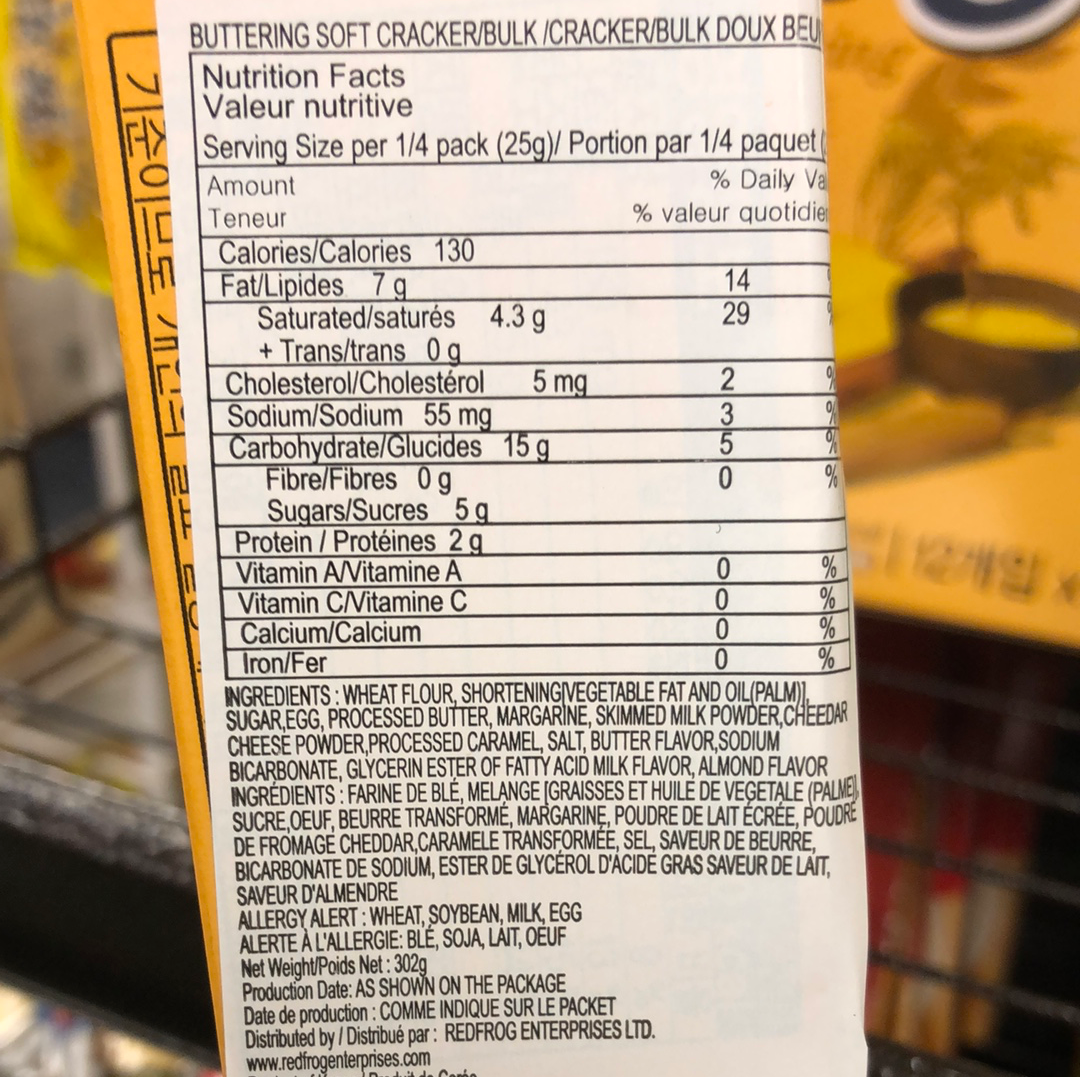 BUTTERING SOFT CRACKER/BULK /CRACKER/BULK DOUX
Nutrition Facts
Valeur nutritive
Serving Size per 1/4 pack (25g)/ Portion par 1/4 paquet
Amount % Daily
Teneur % valeur
Calories/Calories 130
Fat/Lipides 7 g 14
Saturated/saturés 4.3 g 29
+ Trans/trans 0 g
Cholesterol/Cholestérol 5 mg 2 %
Sodium/Sodium 55 mg 3 %
Carbohydrate/Glucides 15 g 5 %
Fibre/Fibres 0 g 0 %
Sugars/Sucres 5 g
Protein / Protéines 2 g
Vitamin A/Vitamine A 0 %
Vitamin C/Vitamine C 0 %
Calcium/Calcium 0 %
Iron/Fer 0 %
INGREDIENTS : WHEAT FLOUR, SHORTENING[VEGETABLE FAT AND OIL(PALM)],
SUGAR,EGG, PROCESSED BUTTER, MARGARINE, SKIMMED MILK POWDER,CHEEDAR
CHEESE POWDER,PROCESSED CARAMEL, SALT, BUTTER FLAVOR,SODIUM
BICARBONATE, GLYCERIN ESTER OF FATTY ACID MILK FLAVOR, ALMOND FLAVOR
INGRÉDIENTS : FARINE DE BLÉ, MELANGE [GRAISSES ET HUILE DE VEGETALE (PALME)],
SUCRE,OEUF, BEURRE TRANSFORMÉ, MARGARINE, POUDRE DE LAIT ÉCRÉE, POUDRE
DE FROMAGE CHEDDAR,CARAMELE TRANSFORMÉE, SEL, SAVEUR DE BEURRE,
BICARBONATE DE SODIUM, ESTER DE GLYCÉROL D'ACIDE GRAS SAVEUR DE LAIT,
SAVEUR D'ALMENDRE
ALLERGY ALERT : WHEAT, SOYBEAN, MILK, EGG
ALERTE À L'ALLERGIE: BLÉ, SOJA, LAIT, OEUF
Net Weight/Poids Net : 302g
Production Date: AS SHOWN ON THE PACKAGE
Date de production : COMME INDIQUE SUR LE PACKET
Distributed by / Distribué par : REDFROG ENTERPRISES LTD.
www.redfrogenterprises.com
12개입